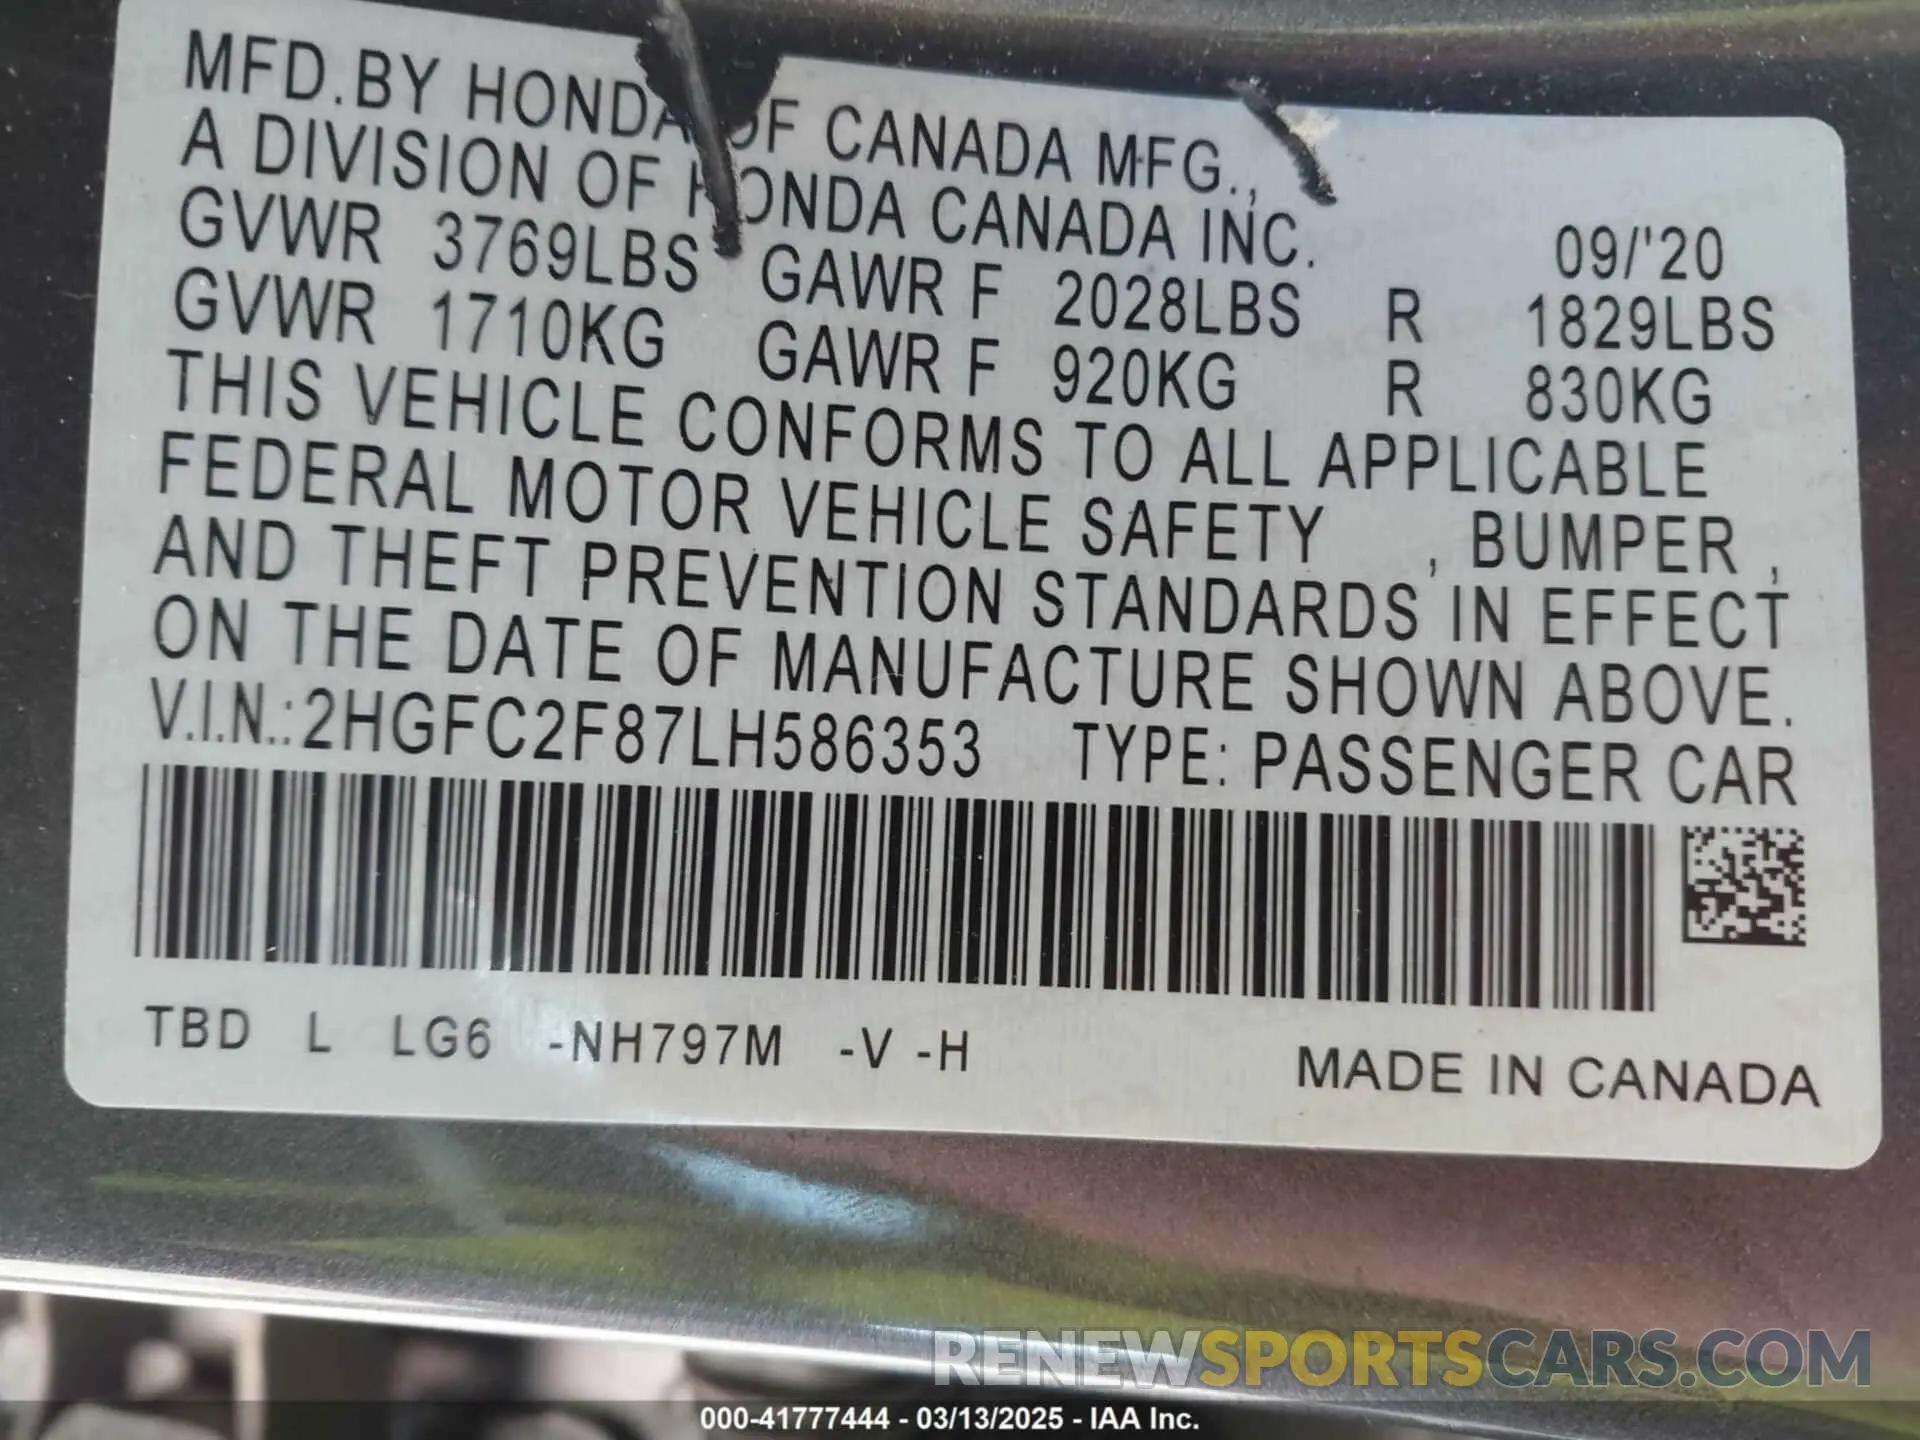 MFD.BY HONDA OF CANADA MFG.,
A DIVISION OF HONDA CANADA INC. 09/'20
GVWR 3769LBS GAWR F 2028LBS R 1829LBS
GVWR 1710KG GAWR F 920KG R 830KG
THIS VEHICLE CONFORMS TO ALL APPLICABLE
FEDERAL MOTOR VEHICLE SAFETY , BUMPER ,
AND THEFT PREVENTION STANDARDS IN EFFECT
ON THE DATE OF MANUFACTURE SHOWN ABOVE.
V.I.N.:2HGFC2F87LH586353 TYPE: PASSENGER CAR
TBD L LG6 -NH797M -V -H MADE IN CANADA
RENEWSPORTSCARS.COM
000-41777444 - 03/13/2025 - IAA Inc.